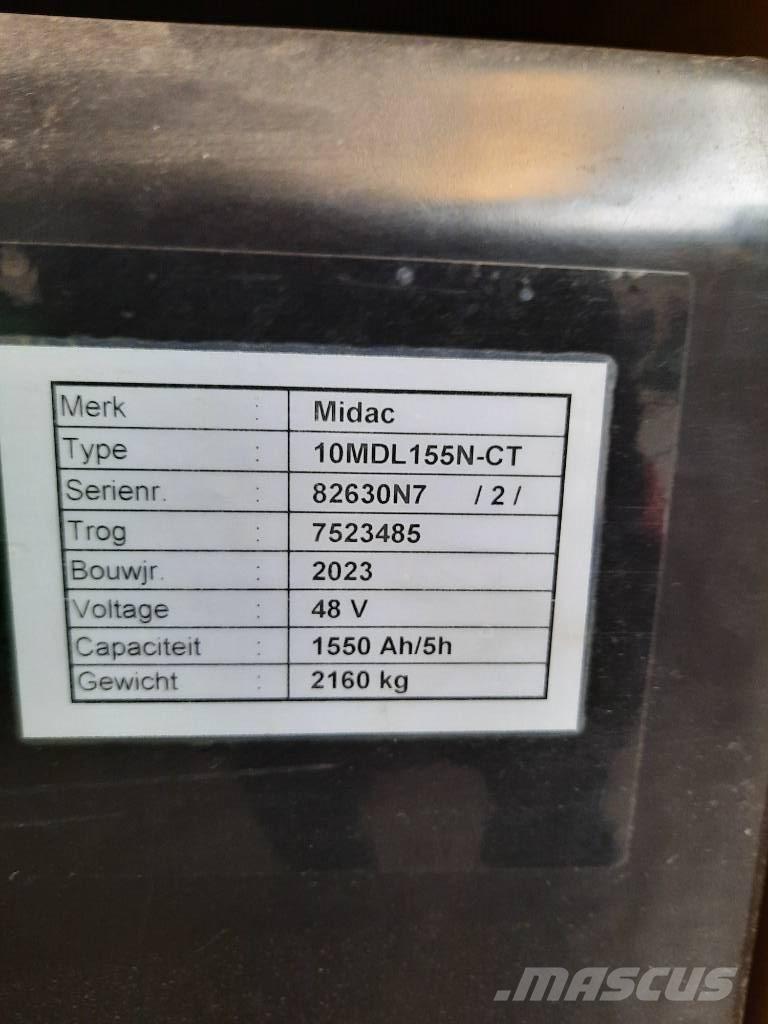 Merk : Midac
Type : 10MDL155N-CT
Serienr. : 82630N7 / 2 /
Trog : 7523485
Bouwjr. : 2023
Voltage : 48 V
Capaciteit : 1550 Ah/5h
Gewicht : 2160 kg
MASCUS